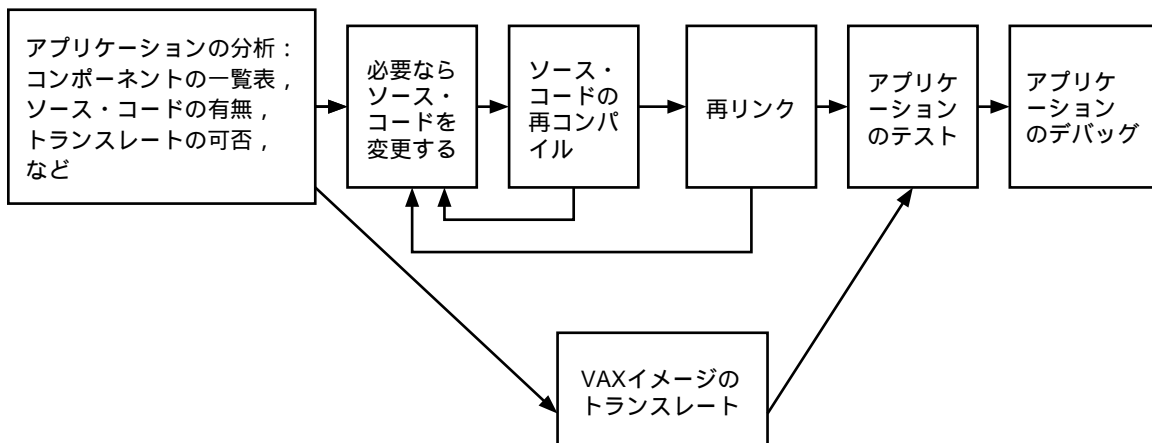 アプリケーションの分析：
コンポーネントの一覧表，
ソース・コードの有無，
トランスレートの可否，
など
必要なら
ソース・
コードを
変更する
ソース・
コードの
再コンパ
イル
再リンク
アプリケ
ーション
のテスト
アプリケ
ーション
のデバッグ
VAXイメージの
トランスレート